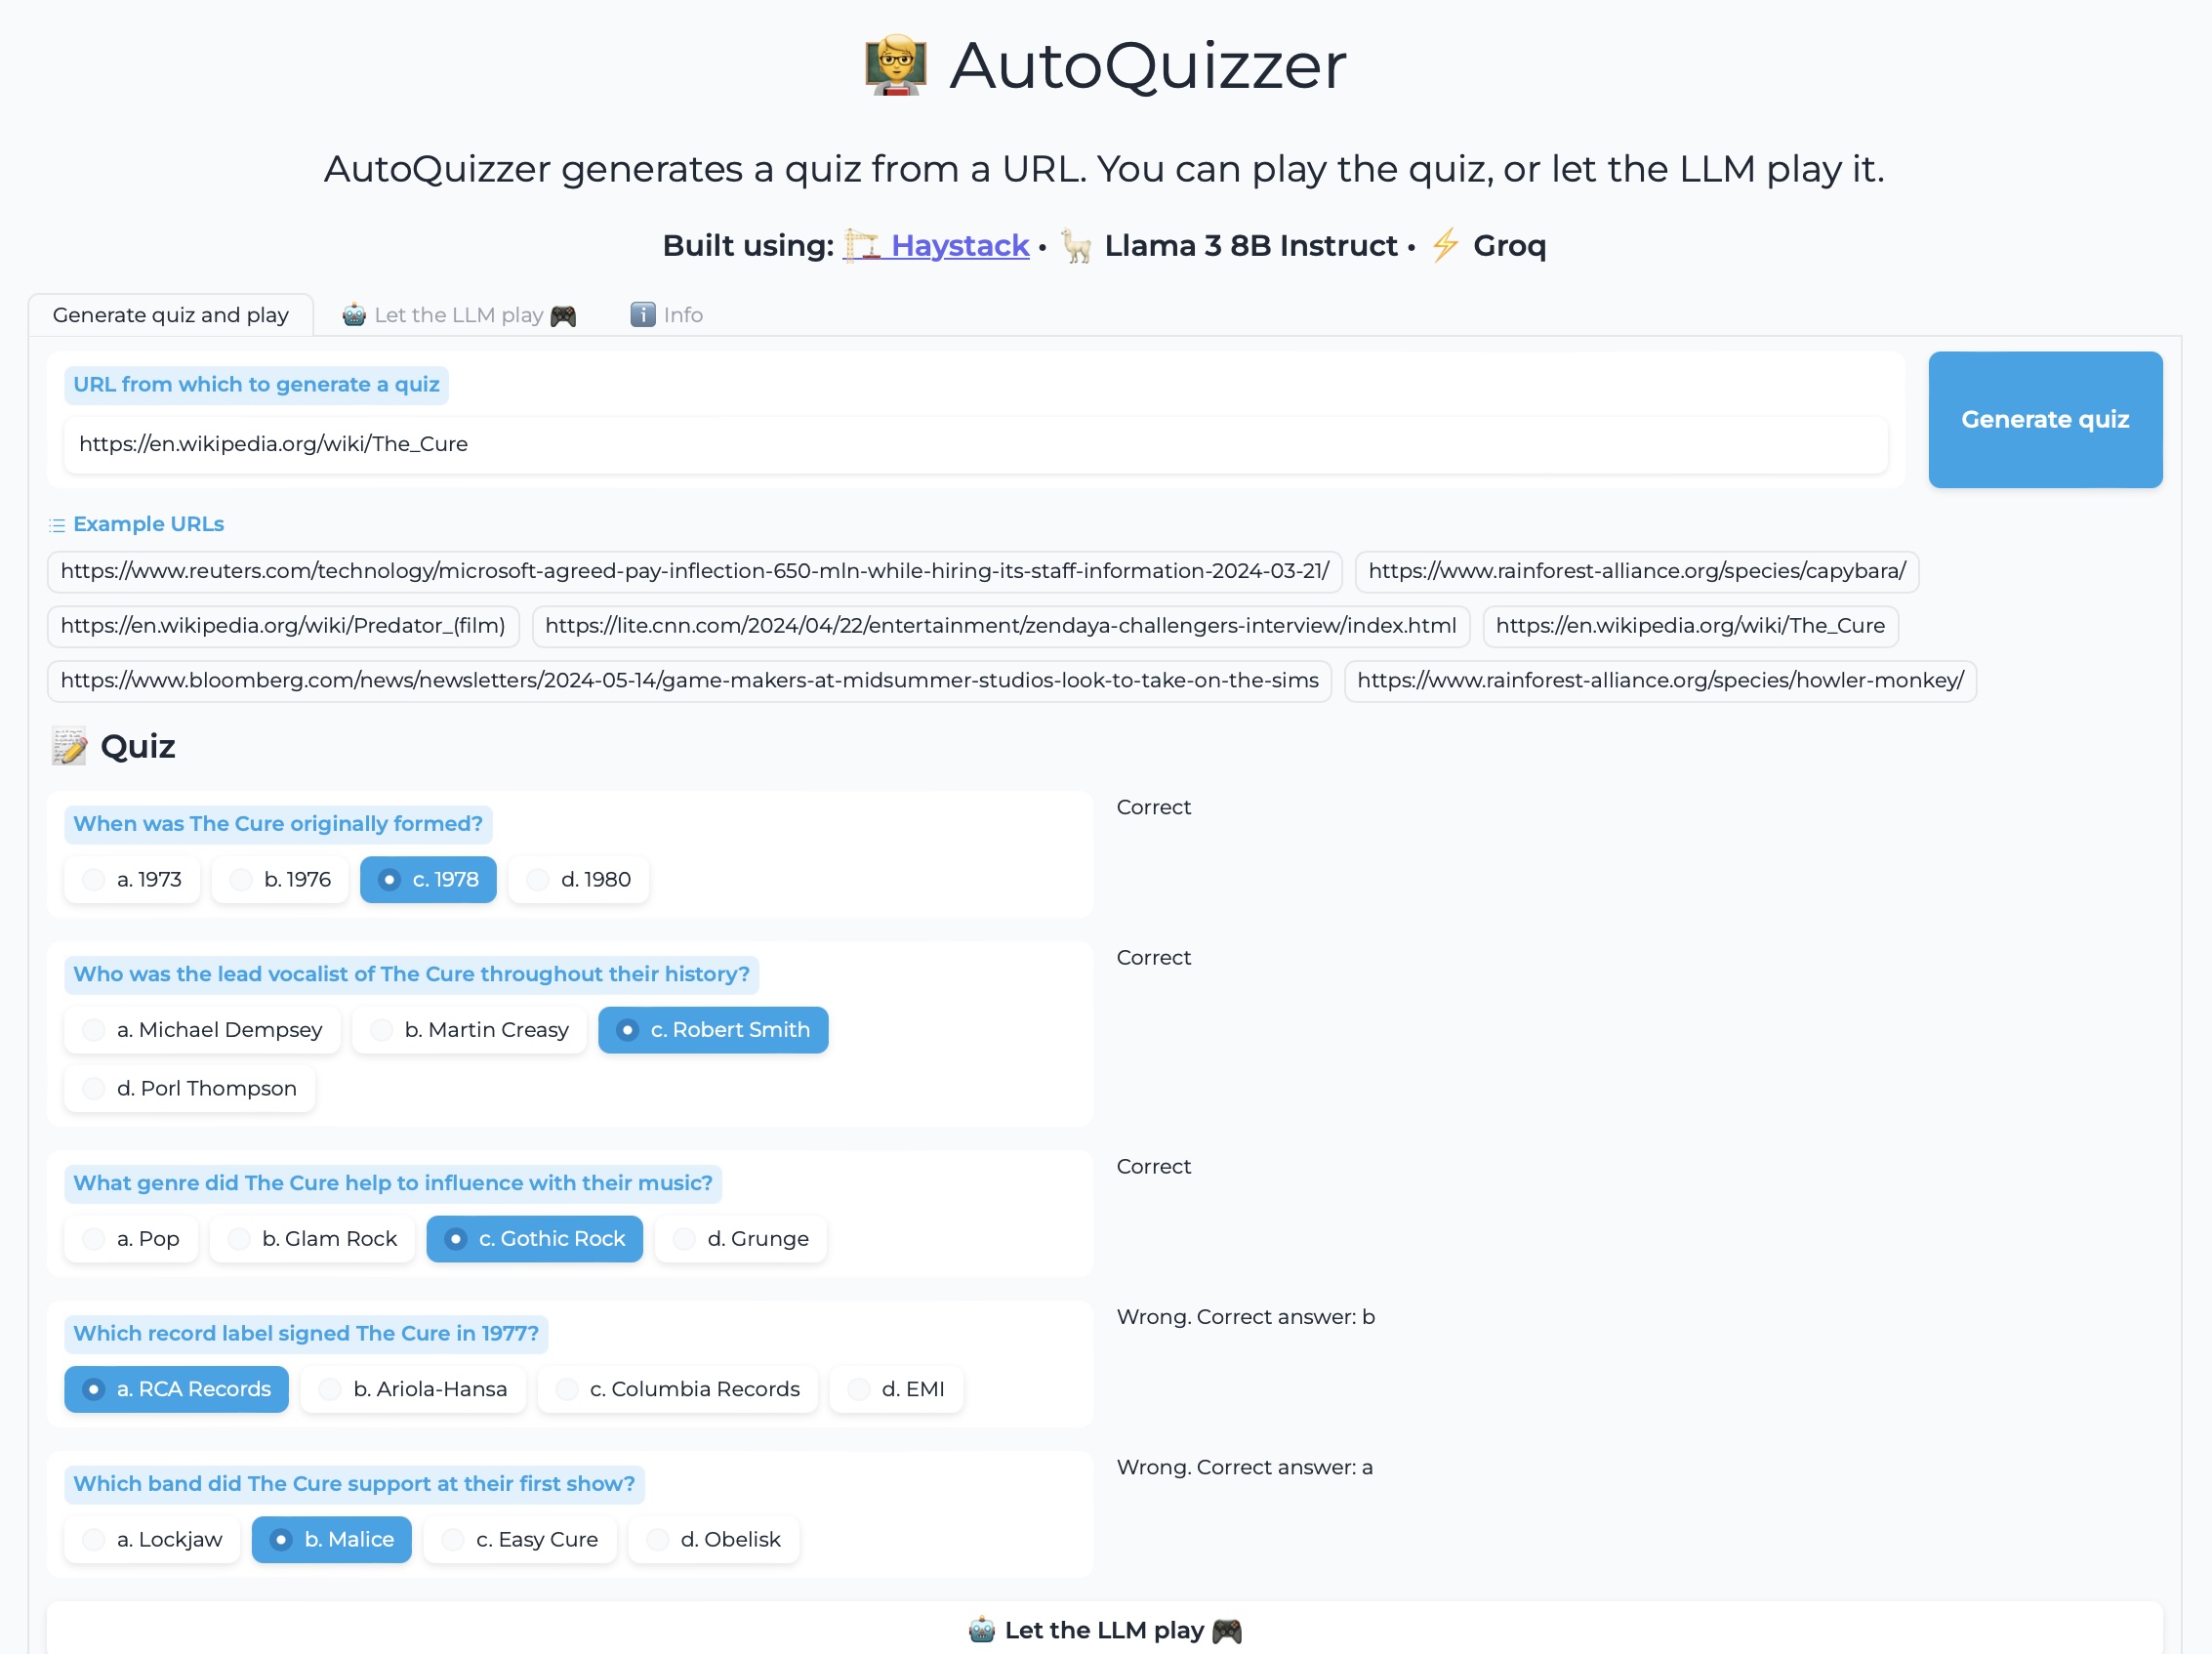 AutoQuizzer
AutoQuizzer generates a quiz from a URL. You can play the quiz, or let the LLM play it.
Built using: Haystack • Llama 3 8B Instruct • Groq
Generate quiz and play
Let the LLM play
Info
URL from which to generate a quiz
https://en.wikipedia.org/wiki/The_Cure
Generate quiz
Example URLs
https://www.reuters.com/technology/microsoft-agreed-pay-inflection-650-mln-while-hiring-its-staff-information-2024-03-21/
https://www.rainforest-alliance.org/species/capybara/
https://en.wikipedia.org/wiki/Predator_(film)
https://lite.cnn.com/2024/04/22/entertainment/zendaya-challengers-interview/index.html
https://en.wikipedia.org/wiki/The_Cure
https://www.bloomberg.com/news/newsletters/2024-05-14/game-makers-at-midsummer-studios-look-to-take-on-the-sims
https://www.rainforest-alliance.org/species/howler-monkey/
Quiz
When was The Cure originally formed?
a. 1973 b. 1976 c. 1978 d. 1980
Correct
Who was the lead vocalist of The Cure throughout their history?
a. Michael Dempsey b. Martin Creasy c. Robert Smith
d. Porl Thompson
Correct
What genre did The Cure help to influence with their music?
a. Pop b. Glam Rock c. Gothic Rock d. Grunge
Correct
Which record label signed The Cure in 1977?
a. RCA Records b. Ariola-Hansa c. Columbia Records d. EMI
Wrong. Correct answer: b
Which band did The Cure support at their first show?
a. Lockjaw b. Malice c. Easy Cure d. Obelisk
Wrong. Correct answer: a
Let the LLM play